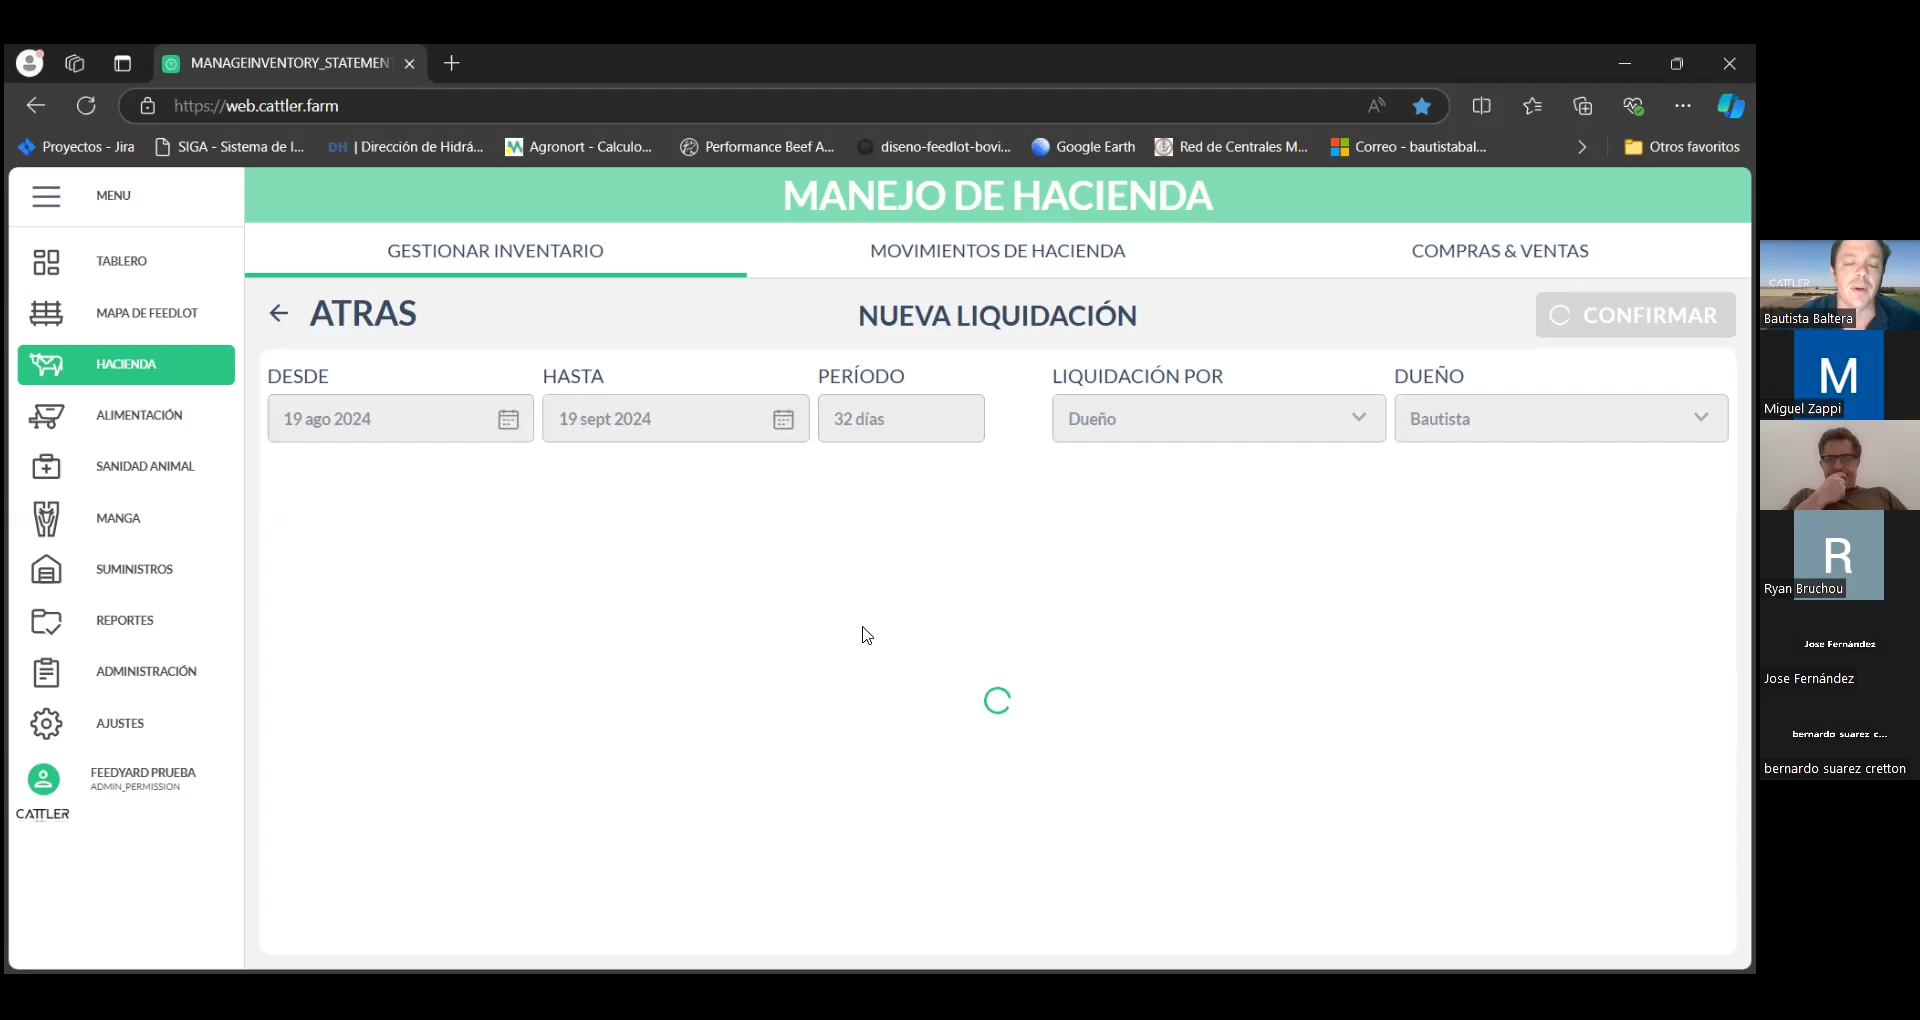 MANAGEINVENTORY_STATEMEN
https://web.cattler.farm
Proyectos - Jira
SIGA - Sistema de I...
DH | Dirección de Hidrá...
Agronort - Calculo...
Performance Beef A...
diseno-feedlot-bovi...
Google Earth
Red de Centrales M...
Correo - bautistabal...
Otros favoritos
MENU
MANEJO DE HACIENDA
GESTIONAR INVENTARIO
MOVIMIENTOS DE HACIENDA
COMPRAS & VENTAS
ATRAS
NUEVA LIQUIDACIÓN
CONFIRMAR
DESDE
HASTA
PERÍODO
LIQUIDACIÓN POR
DUEÑO
19 ago 2024
19 sept 2024
32 días
Dueño
Bautista
TABLERO
MAPA DE FEEDLOT
HACIENDA
ALIMENTACIÓN
SANIDAD ANIMAL
MANGA
SUMINISTROS
REPORTES
ADMINISTRACIÓN
AJUSTES
FEEDYARD PRUEBA
ADMIN_PERMISSION
CATTLER
CATTLER
Bautista Baltera
M
Miguel Zappi
R
Ryan Bruchou
Jose Fernández
Jose Fernández
bernardo suarez c...
bernardo suarez cretton